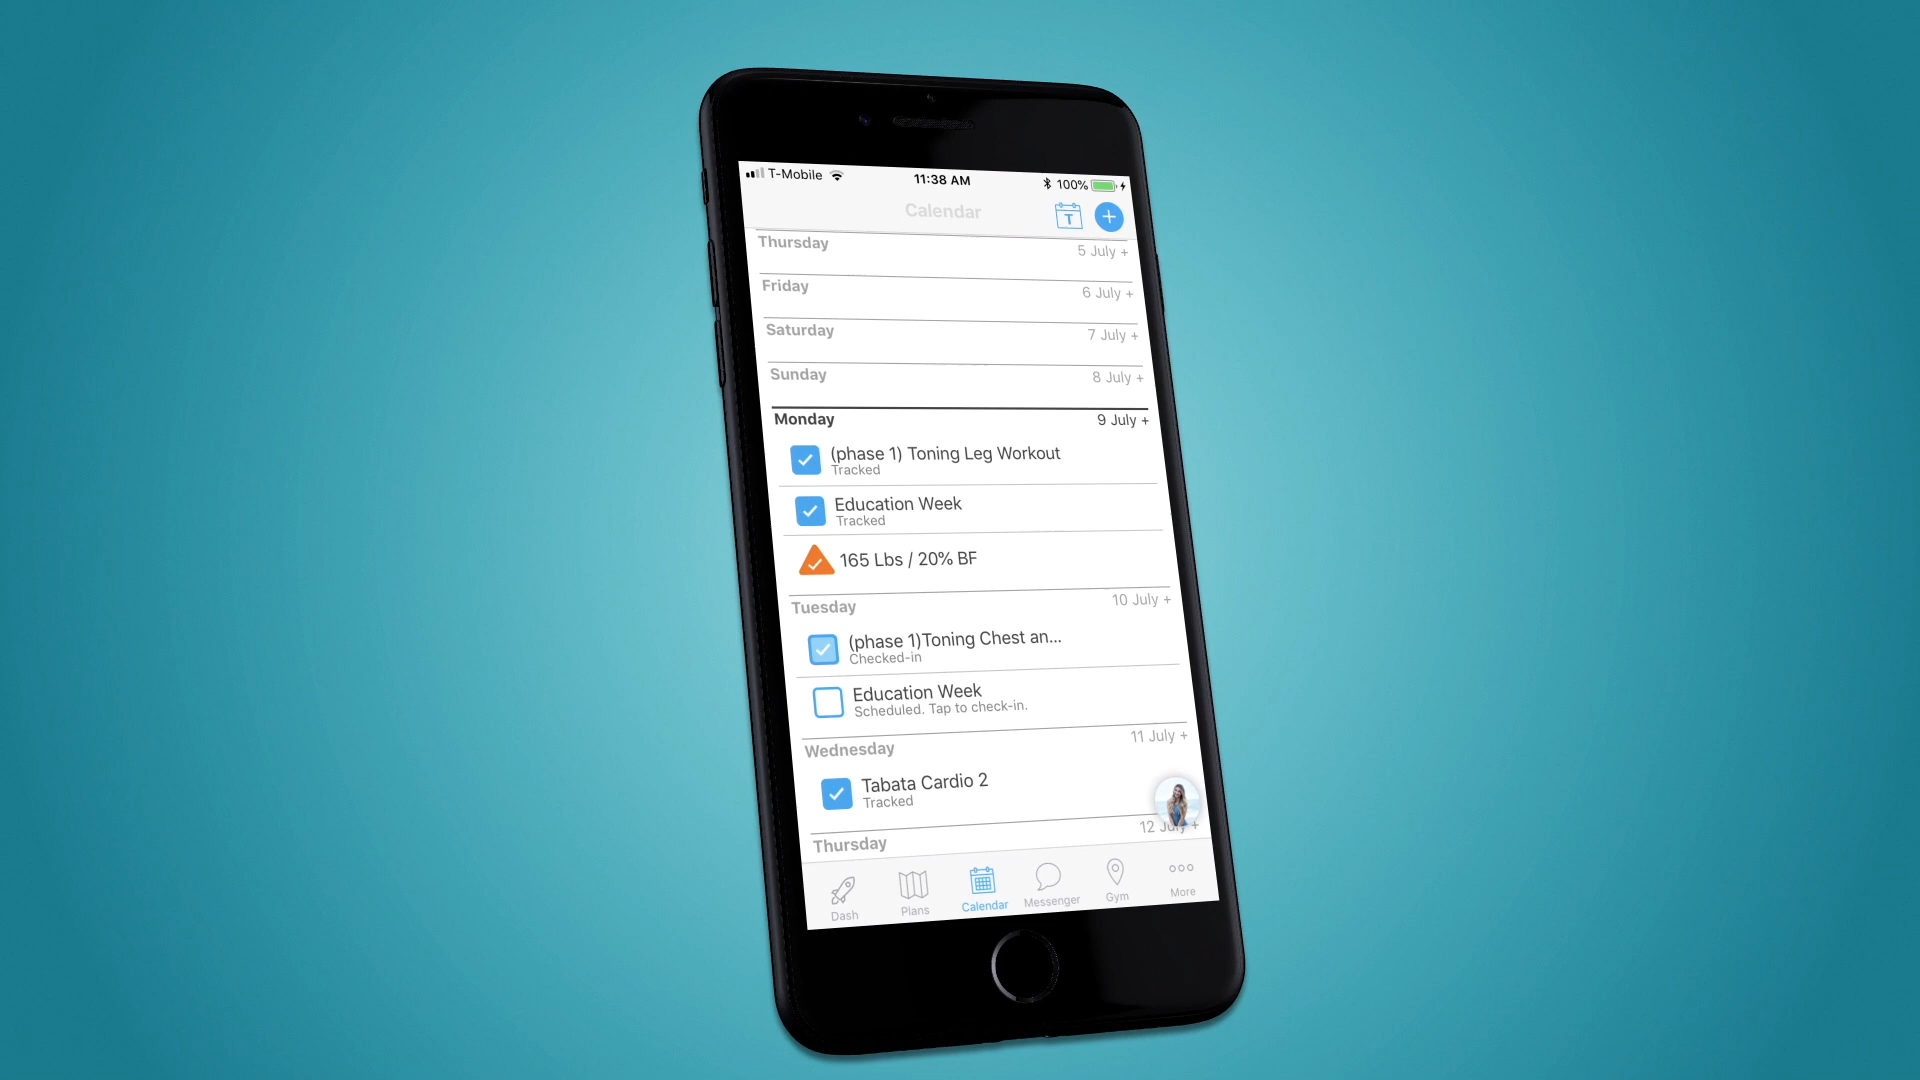 T-Mobile 11:38 AM 100%
Calendar T +
Thursday 5 July +
Friday 6 July +
Saturday 7 July +
Sunday 8 July +
Monday 9 July +
(phase 1) Toning Leg Workout
Tracked
Education Week
Tracked
165 Lbs / 20% BF
Tuesday 10 July +
(phase 1)Toning Chest an...
Checked-in
Education Week
Scheduled. Tap to check-in.
Wednesday 11 July +
Tabata Cardio 2
Tracked
Thursday 12 July +
Dash Plans Calendar Messenger Gym More